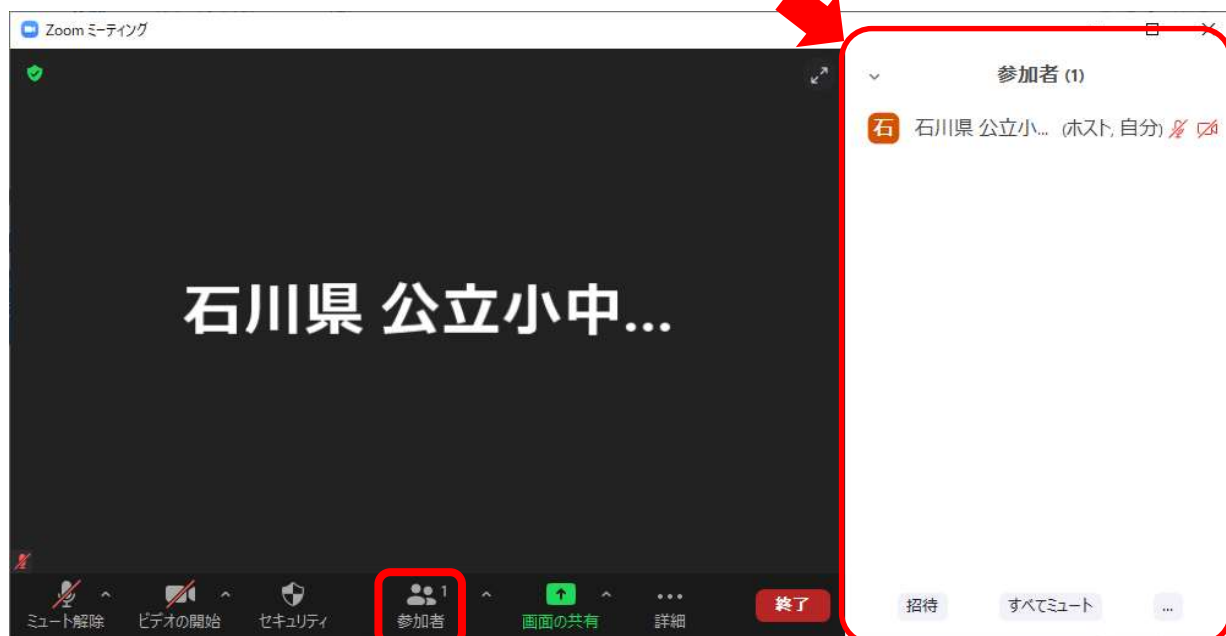 Zoom ミーティング
参加者 (1)
石 石川県 公立小... (ホスト, 自分)
石川県 公立小中...
ミュート解除 ビデオの開始 セキュリティ 参加者 1 画面の共有 詳細 終了
招待 すべてミュート ...